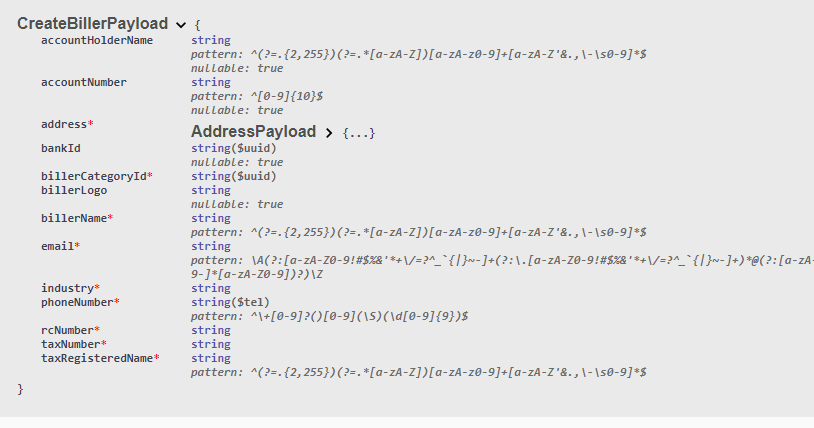 CreateBillerPayload {
accountHolderName string
pattern: ^(?=.{2,255})(?=.*[a-zA-Z])[a-zA-z0-9]+[a-zA-Z'&.,\-\s0-9]*$
nullable: true
accountNumber string
pattern: ^[0-9]{10}$
nullable: true
address*
AddressPayload > {...}
bankId string($uuid)
nullable: true
billerCategoryId* string($uuid)
billerLogo string
nullable: true
billerName* string
pattern: ^(?=.{2,255})(?=.*[a-zA-Z])[a-zA-z0-9]+[a-zA-Z'&.,\-\s0-9]*$
email* string
pattern: \A(?:[a-zA-Z0-9!#$%&'*+\/=?^_`{|}~-]+(?:\.[a-zA-Z0-9!#$%&'*+\/=?^_`{|}~-]+)*@(?:[a-zA-
9-]*[a-zA-Z0-9])?)\Z
industry* string
phoneNumber* string($tel)
pattern: ^\+[0-9]?()[0-9](\S)(\d[0-9]{9})$
rcNumber* string
taxNumber* string
taxRegisteredName* string
pattern: ^(?=.{2,255})(?=.*[a-zA-Z])[a-zA-z0-9]+[a-zA-Z'&.,\-\s0-9]*$
}